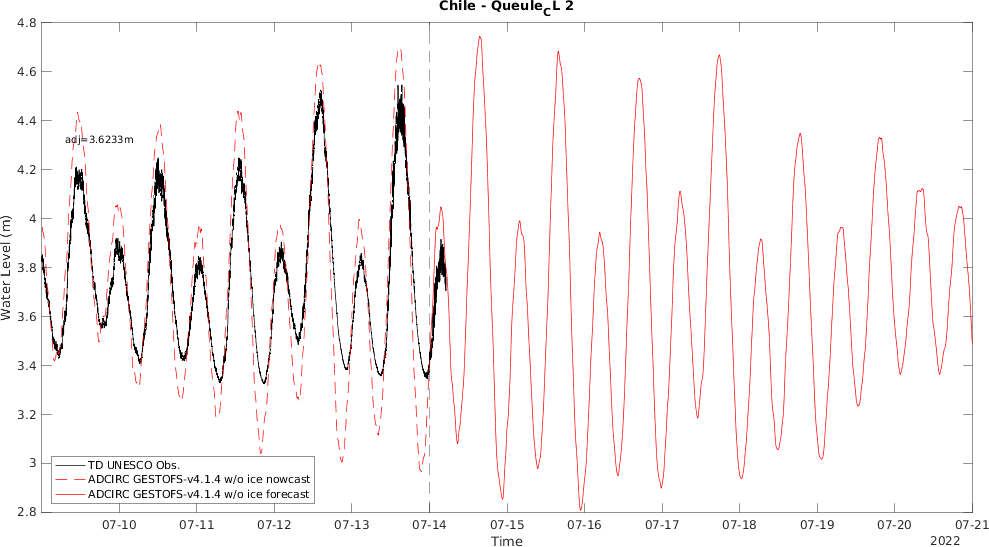 Chile - Queule_CL 2
4.8
4.6
4.4
4.2
4
3.8
3.6
3.4
3.2
3
2.8
Water Level (m)
adj=3.6233m
TD UNESCO Obs.
ADCIRC GESTOFS-v4.1.4 w/o ice nowcast
ADCIRC GESTOFS-v4.1.4 w/o ice forecast
07-10 07-11 07-12 07-13 07-14 07-15 07-16 07-17 07-18 07-19 07-20 07-21
Time
2022